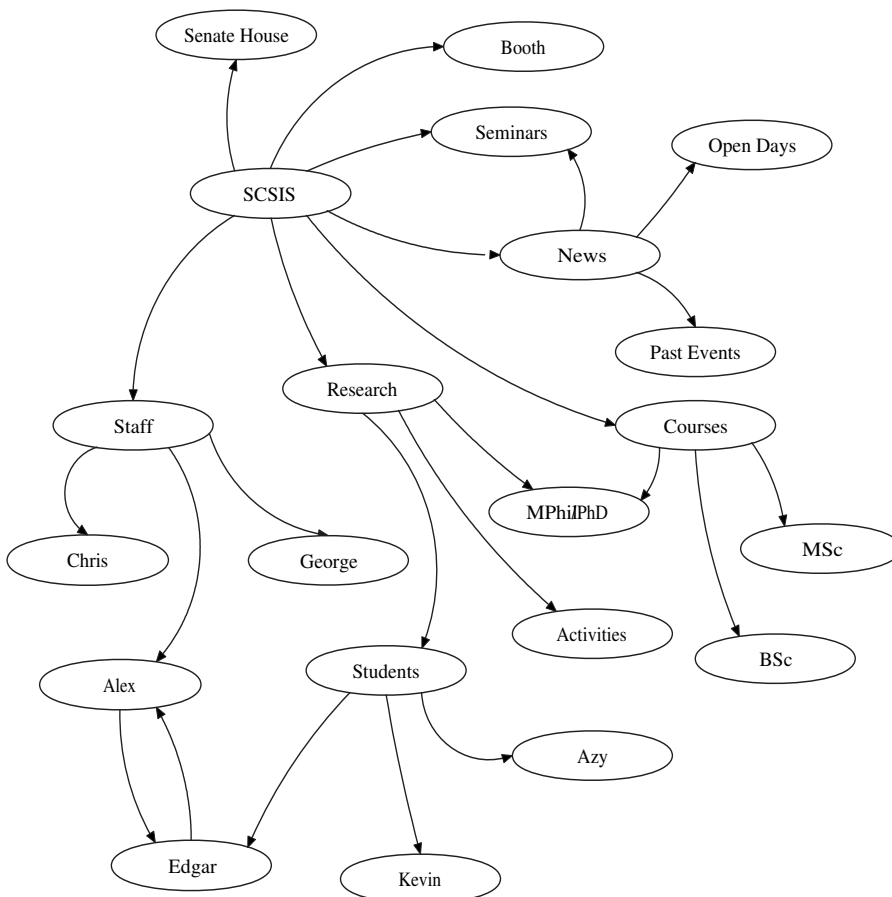 Senate House
Booth
Seminars
Open Days
SCSIS
News
Past Events
Research
Staff
Courses
MPhil/PhD
MSc
Chris
George
Activities
BSc
Students
Alex
Azy
Edgar
Kevin